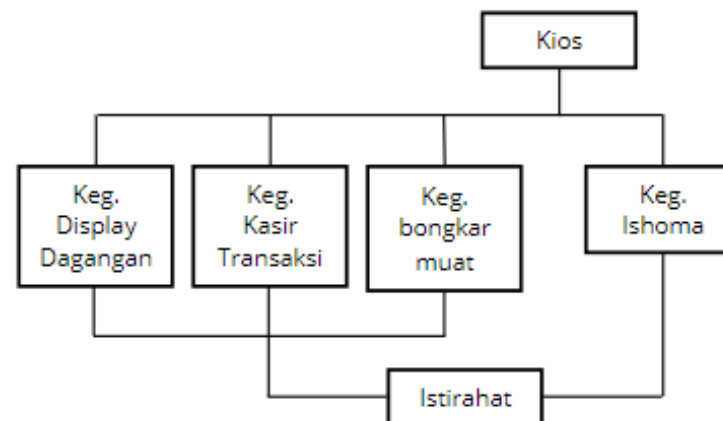 Kios
Keg.
Display
Dagangan
Keg.
Kasir
Transaksi
Keg.
bongkar
muat
Keg.
Ishoma
Istirahat